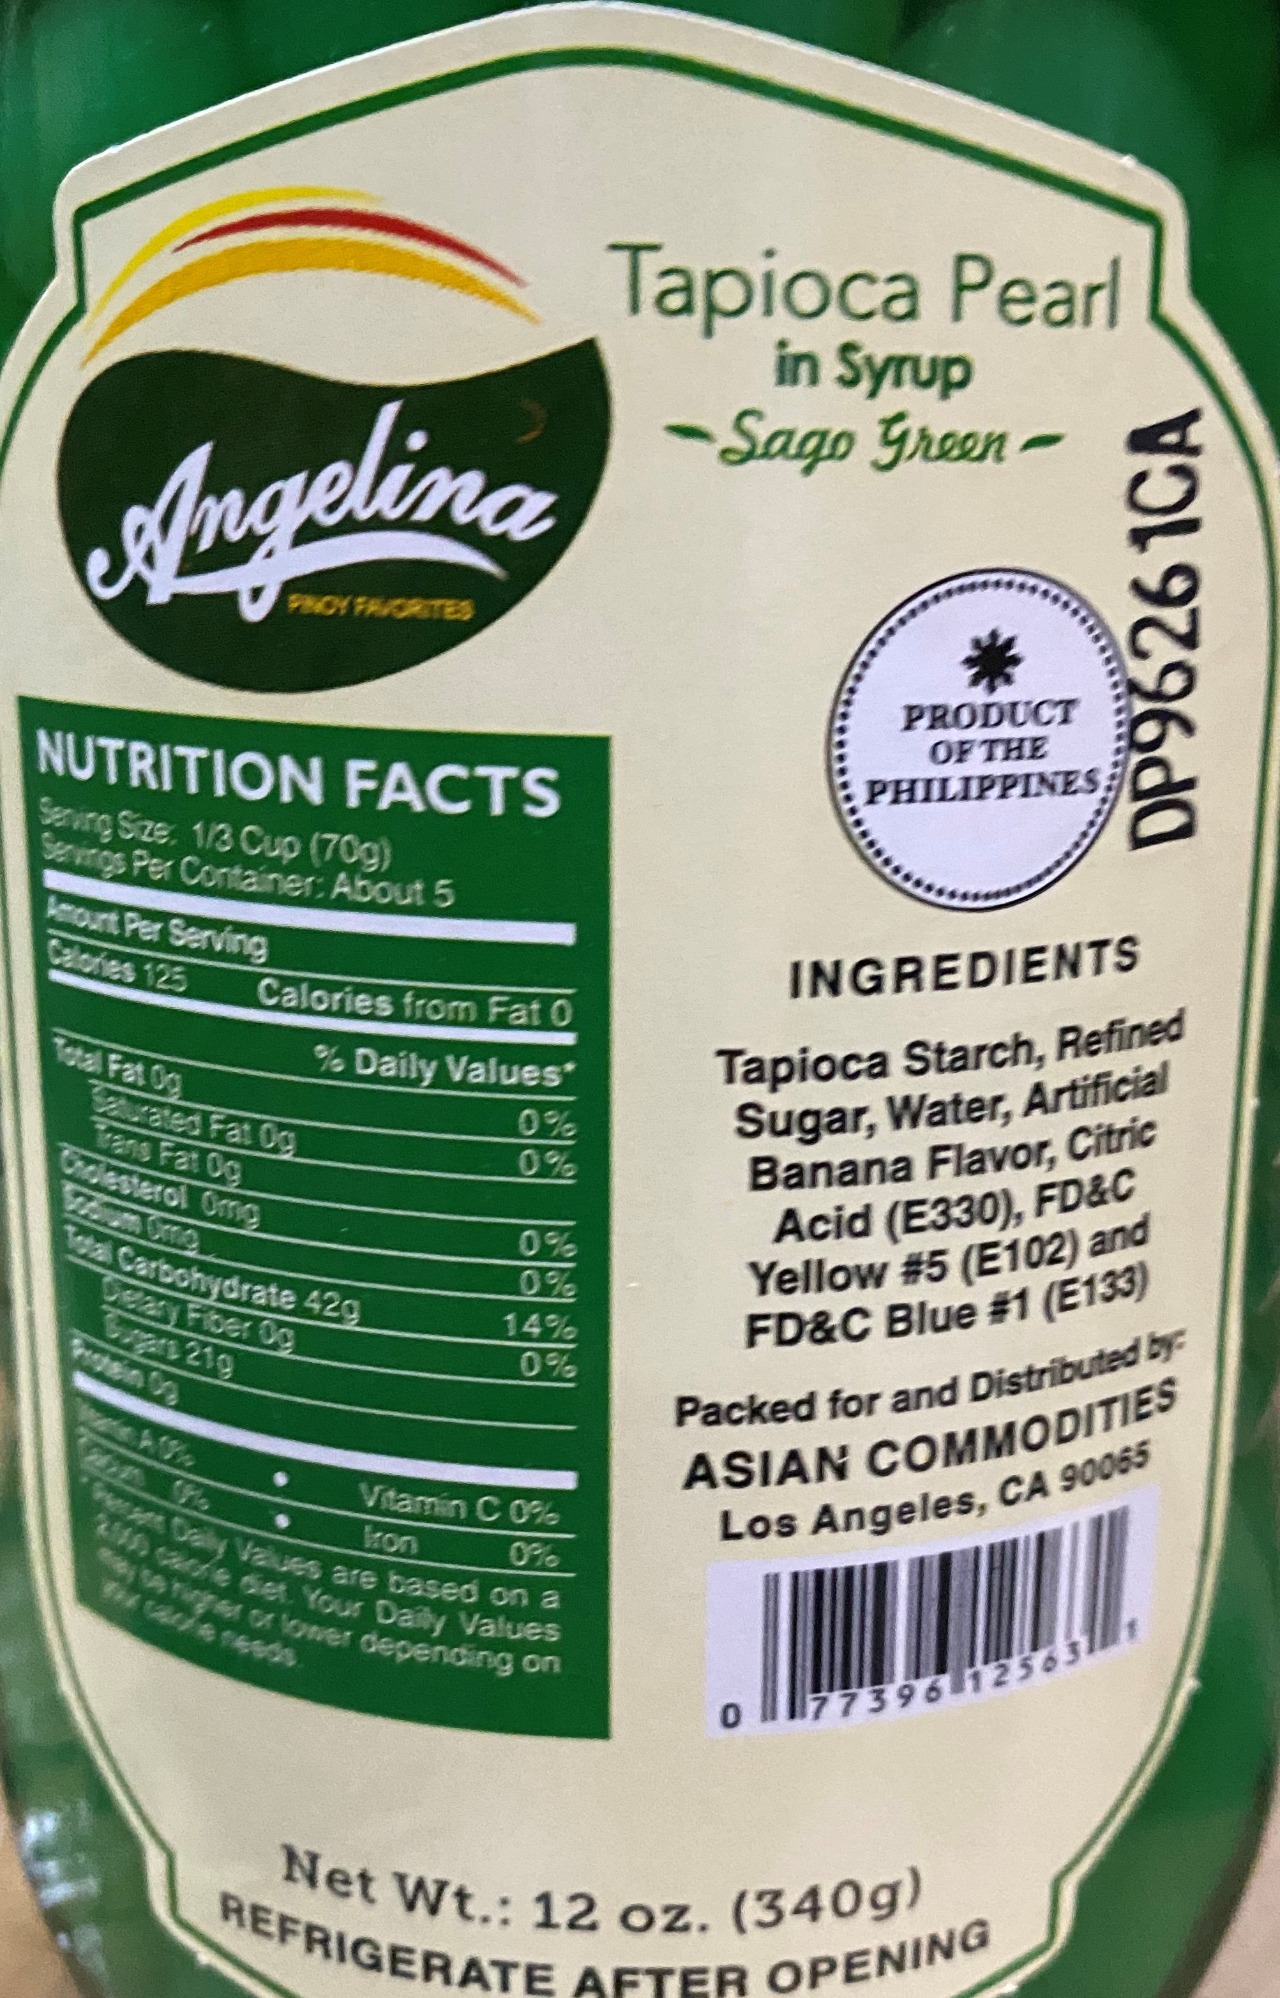 Tapioca Pearl
in Syrup
- Sago Green -
Angelina
PINOY FAVORITES
DP9626 1CA
PRODUCT
OF THE
PHILIPPINES
NUTRITION FACTS
Serving Size: 1/3 Cup (70g)
Servings Per Container: About 5
Amount Per Serving
Calories 125 Calories from Fat 0
% Daily Values*
Total Fat 0g 0%
Saturated Fat 0g 0%
Trans Fat 0g
Cholesterol 0mg 0%
Sodium 0mg 0%
Total Carbohydrate 42g 14%
Dietary Fiber 0g 0%
Sugars 21g
Protein 0g
Vitamin A 0% • Vitamin C 0%
Calcium 0% • Iron 0%
* Percent Daily Values are based on a
2,000 calorie diet. Your Daily Values
may be higher or lower depending on
your calorie needs.
INGREDIENTS
Tapioca Starch, Refined
Sugar, Water, Artificial
Banana Flavor, Citric
Acid (E330), FD&C
Yellow #5 (E102) and
FD&C Blue #1 (E133)
Packed for and Distributed by:
ASIAN COMMODITIES
Los Angeles, CA 90065
0 77396 12563 1
Net Wt.: 12 oz. (340g)
REFRIGERATE AFTER OPENING